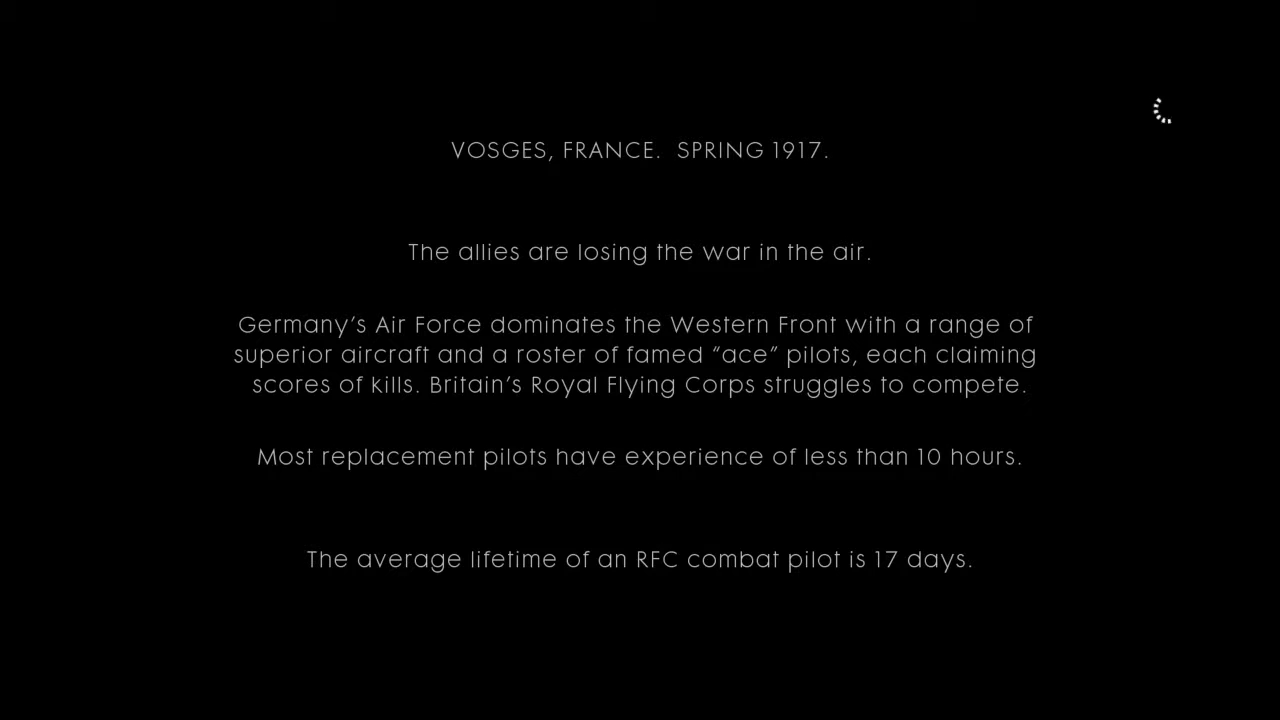 VOSGES, FRANCE. SPRING 1917.
The allies are losing the war in the air.
Germany’s Air Force dominates the Western Front with a range of
superior aircraft and a roster of famed “ace” pilots, each claiming
scores of kills. Britain’s Royal Flying Corps struggles to compete.
Most replacement pilots have experience of less than 10 hours.
The average lifetime of an RFC combat pilot is 17 days.